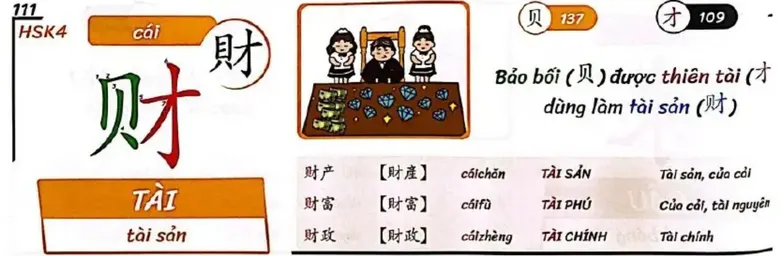 111
HSK4
cái
財
财
TÀI
tài sản
贝 137
才 109
Bảo bối (贝) được thiên tài (才
dùng làm tài sản (财)
财产 【財産】 cáichǎn TÀI SẢN Tài sản, của cải
财富 【財富】 cáifù TÀI PHÚ Của cải, tài nguyên
财政 【財政】 cáizhèng TÀI CHÍNH Tài chính